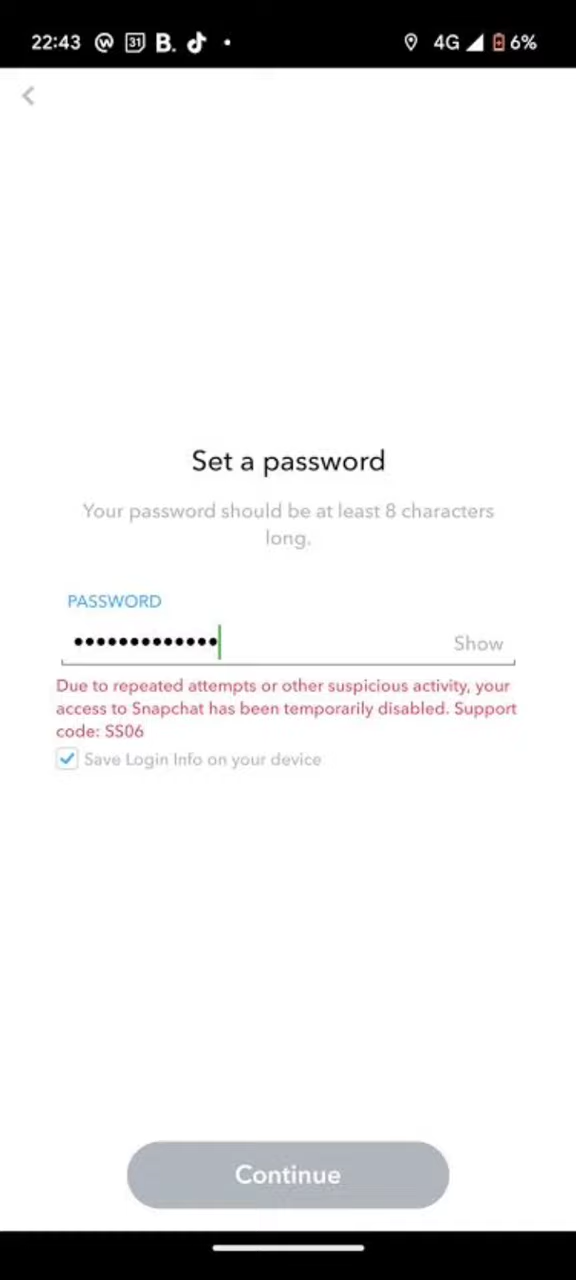 22:43 31 B. 4G 6%
Set a password
Your password should be at least 8 characters
long.
PASSWORD
Show
Due to repeated attempts or other suspicious activity, your
access to Snapchat has been temporarily disabled. Support
code: SS06
Save Login Info on your device
Continue